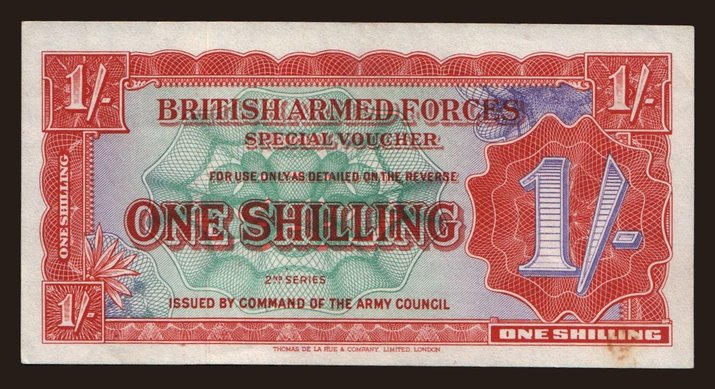 1/-
1/-
BRITISH ARMED FORCES
SPECIAL VOUCHER
FOR USE ONLY AS DETAILED ON THE REVERSE
ONE SHILLING
ONE SHILLING
1/-
2ND SERIES
ISSUED BY COMMAND OF THE ARMY COUNCIL
1/-
ONE SHILLING
THOMAS DE LA RUE & COMPANY, LIMITED, LONDON.